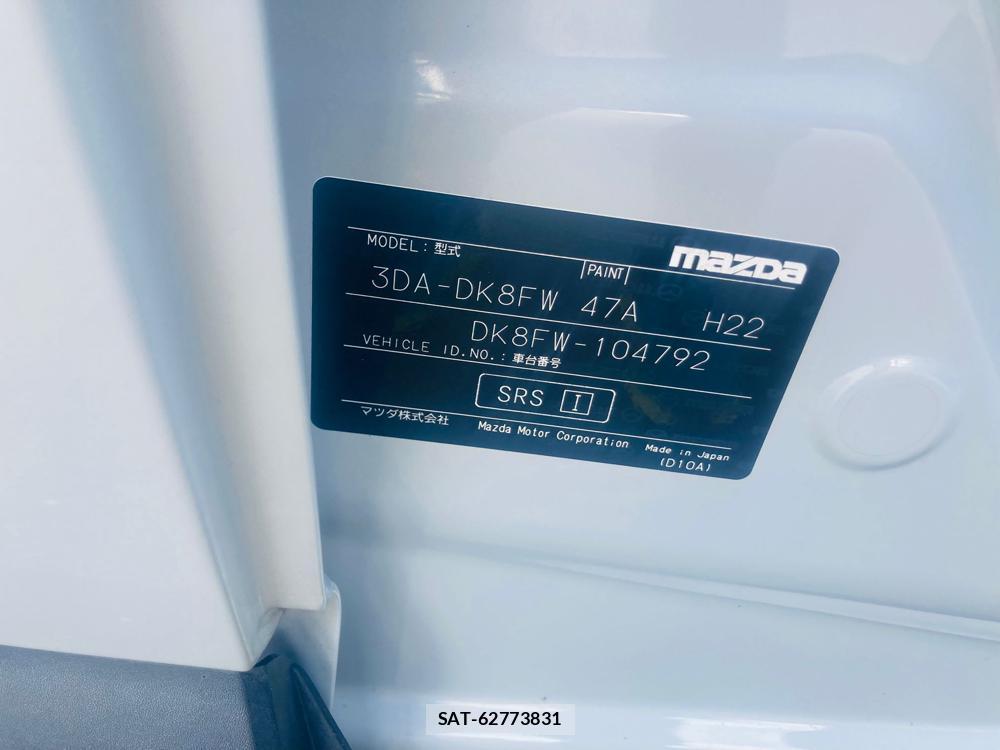 mazda
MODEL : 型式
PAINT
3DA-DK8FW 47A H22
DK8FW-104792
VEHICLE ID.NO. : 車台番号
SRS I
マツダ株式会社 Mazda Motor Corporation Made in Japan
(D10A)
SAT-62773831